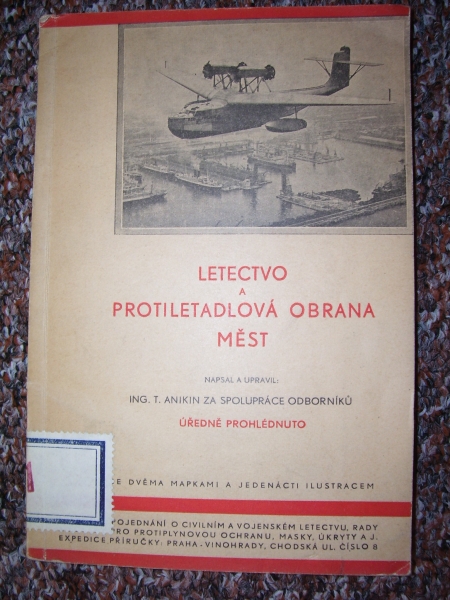 LETECTVO
A
PROTILETADLOVÁ OBRANA
MĚST
NAPSAL A UPRAVIL:
ING. T. ANIKIN ZA SPOLUPRÁCE ODBORNÍKŮ
ÚŘEDNĚ PROHLÉDNUTO
DVĚMA MAPKAMI A JEDENÁCTI ILUSTRACEM
POJEDNÁNÍ O CIVILNÍM A VOJENSKÉM LETECTVU, RADY
PRO PROTIPLYNOVOU OCHRANU, MASKY, ÚKRYTY A J.
EXPEDICE PŘÍRUČKY: PRAHA - VINOHRADY, CHODSKÁ UL. ČÍSLO 8